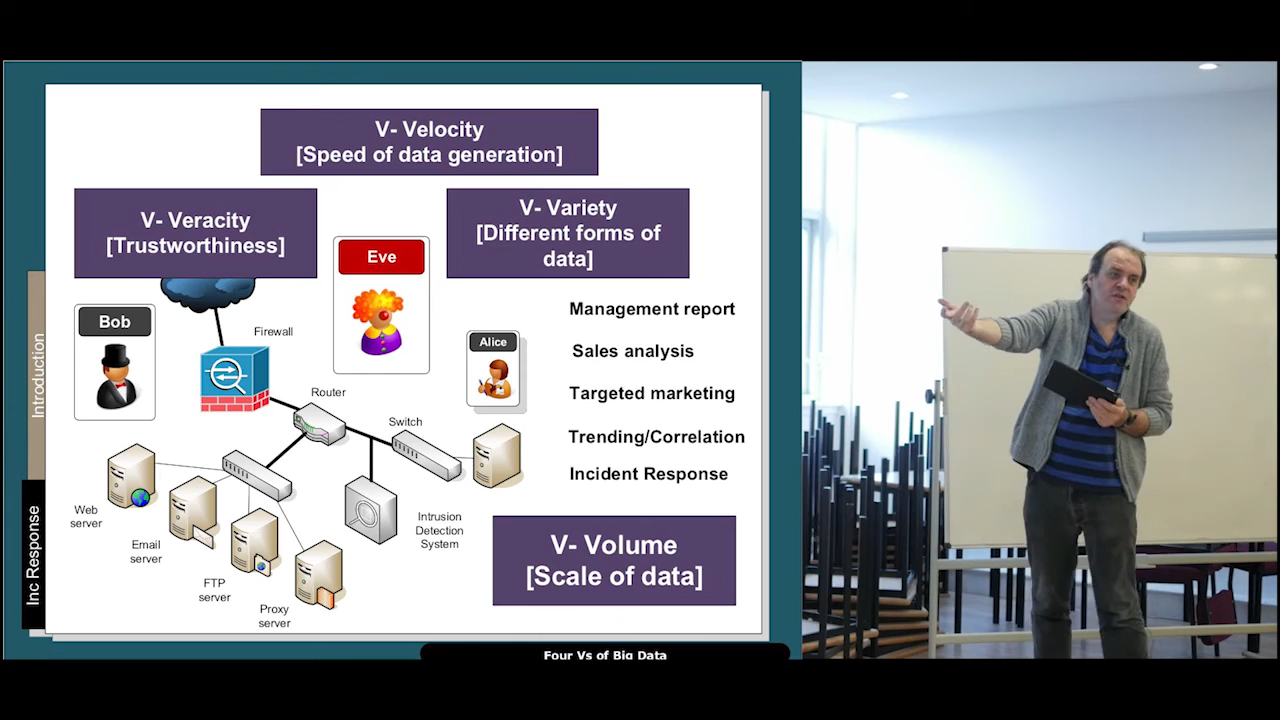 V- Velocity
[Speed of data generation]
V- Veracity
[Trustworthiness]
V- Variety
[Different forms of
data]
Eve
Bob
Firewall
Alice
Router
Switch
Management report
Sales analysis
Targeted marketing
Trending/Correlation
Incident Response
Web
server
Email
server
FTP
server
Proxy
server
Intrusion
Detection
System
V- Volume
[Scale of data]
Introduction
Inc Response
Four Vs of Big Data